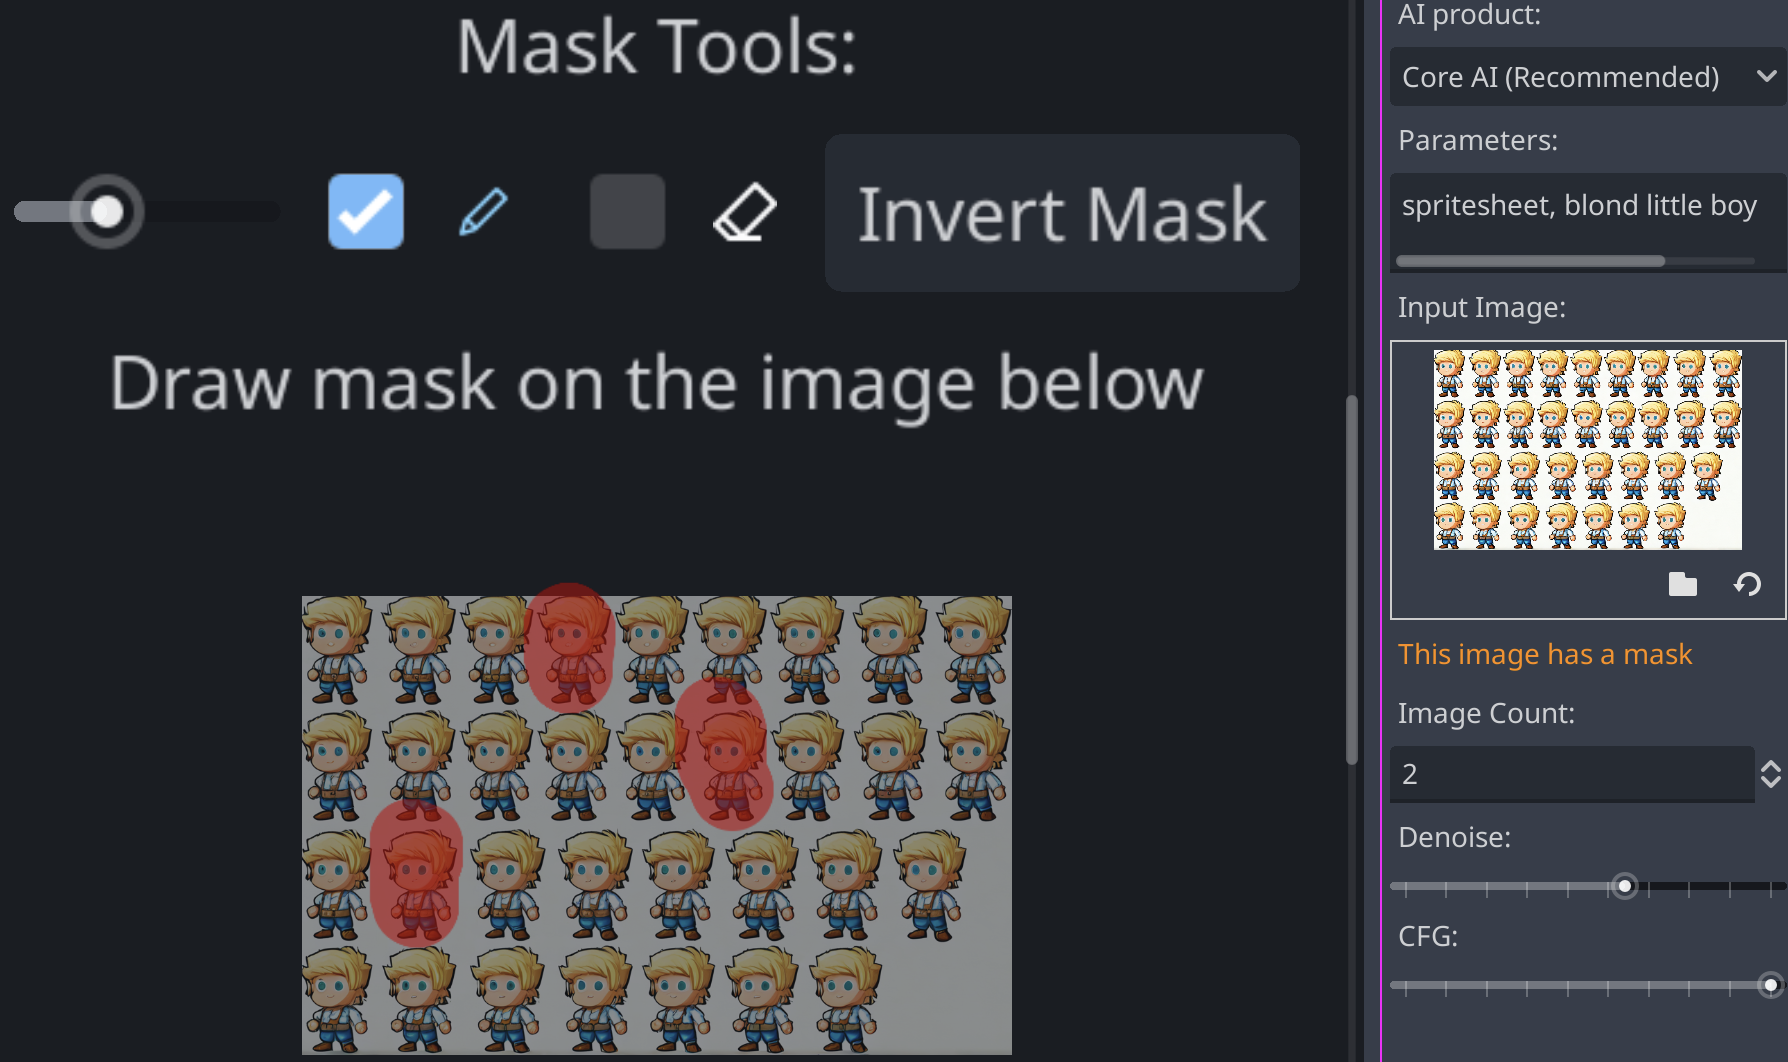 Mask Tools:
Invert Mask
Draw mask on the image below
AI product:
Core AI (Recommended)
Parameters:
spritesheet, blond little boy
Input Image:
This image has a mask
Image Count:
2
Denoise:
CFG: